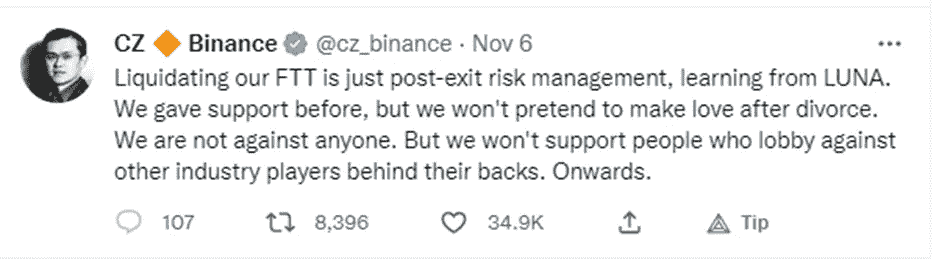 CZ 🔶 Binance @cz_binance · Nov 6
Liquidating our FTT is just post-exit risk management, learning from LUNA.
We gave support before, but we won't pretend to make love after divorce.
We are not against anyone. But we won't support people who lobby against
other industry players behind their backs. Onwards.
107 8,396 34.9K Tip